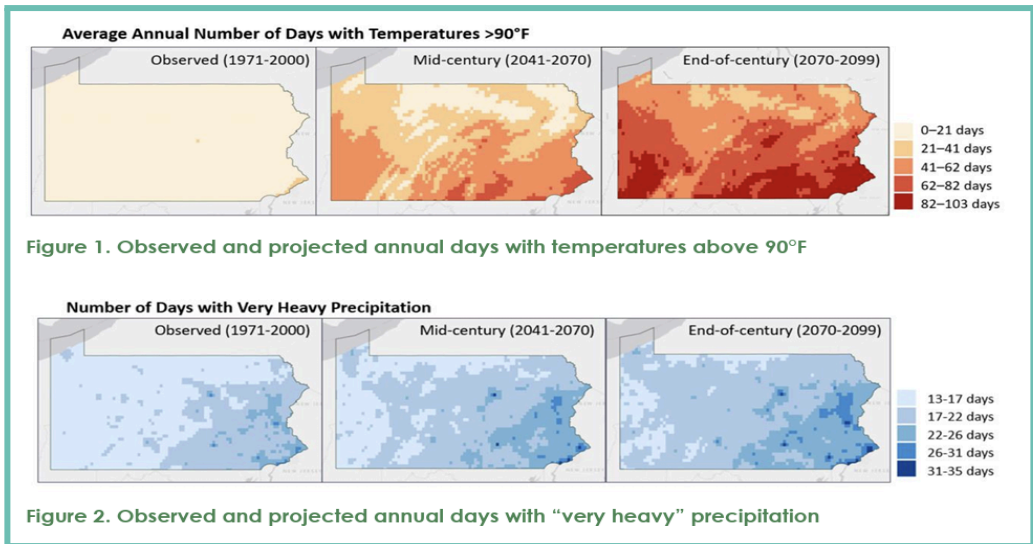 Average Annual Number of Days with Temperatures >90°F
Observed (1971-2000)
Mid-century (2041-2070)
End-of-century (2070-2099)
0–21 days
21–41 days
41–62 days
62–82 days
82–103 days
Figure 1. Observed and projected annual days with temperatures above 90°F
Number of Days with Very Heavy Precipitation
Observed (1971-2000)
Mid-century (2041-2070)
End-of-century (2070-2099)
13-17 days
17-22 days
22-26 days
26-31 days
31-35 days
Figure 2. Observed and projected annual days with “very heavy” precipitation